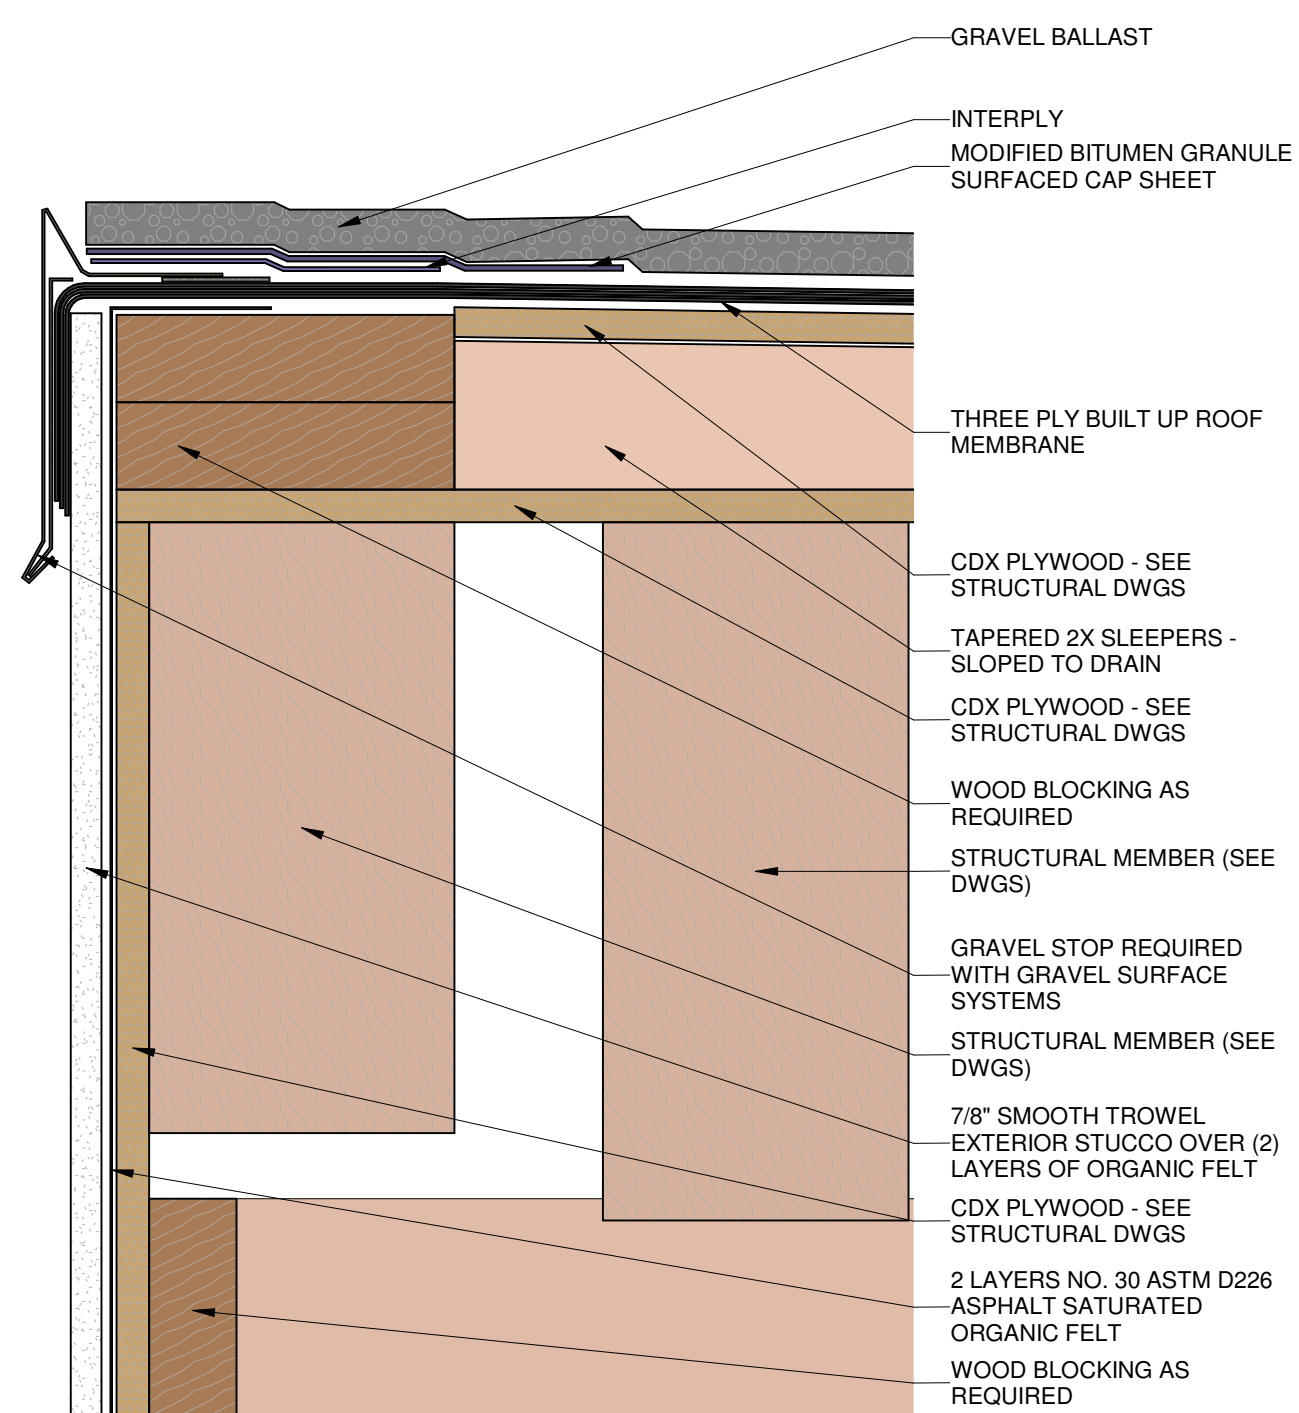 GRAVEL BALLAST
INTERPLY
MODIFIED BITUMEN GRANULE
SURFACED CAP SHEET
THREE PLY BUILT UP ROOF
MEMBRANE
CDX PLYWOOD - SEE
STRUCTURAL DWGS
TAPERED 2X SLEEPERS -
SLOPED TO DRAIN
CDX PLYWOOD - SEE
STRUCTURAL DWGS
WOOD BLOCKING AS
REQUIRED
STRUCTURAL MEMBER (SEE
DWGS)
GRAVEL STOP REQUIRED
WITH GRAVEL SURFACE
SYSTEMS
STRUCTURAL MEMBER (SEE
DWGS)
7/8" SMOOTH TROWEL
EXTERIOR STUCCO OVER (2)
LAYERS OF ORGANIC FELT
CDX PLYWOOD - SEE
STRUCTURAL DWGS
2 LAYERS NO. 30 ASTM D226
ASPHALT SATURATED
ORGANIC FELT
WOOD BLOCKING AS
REQUIRED